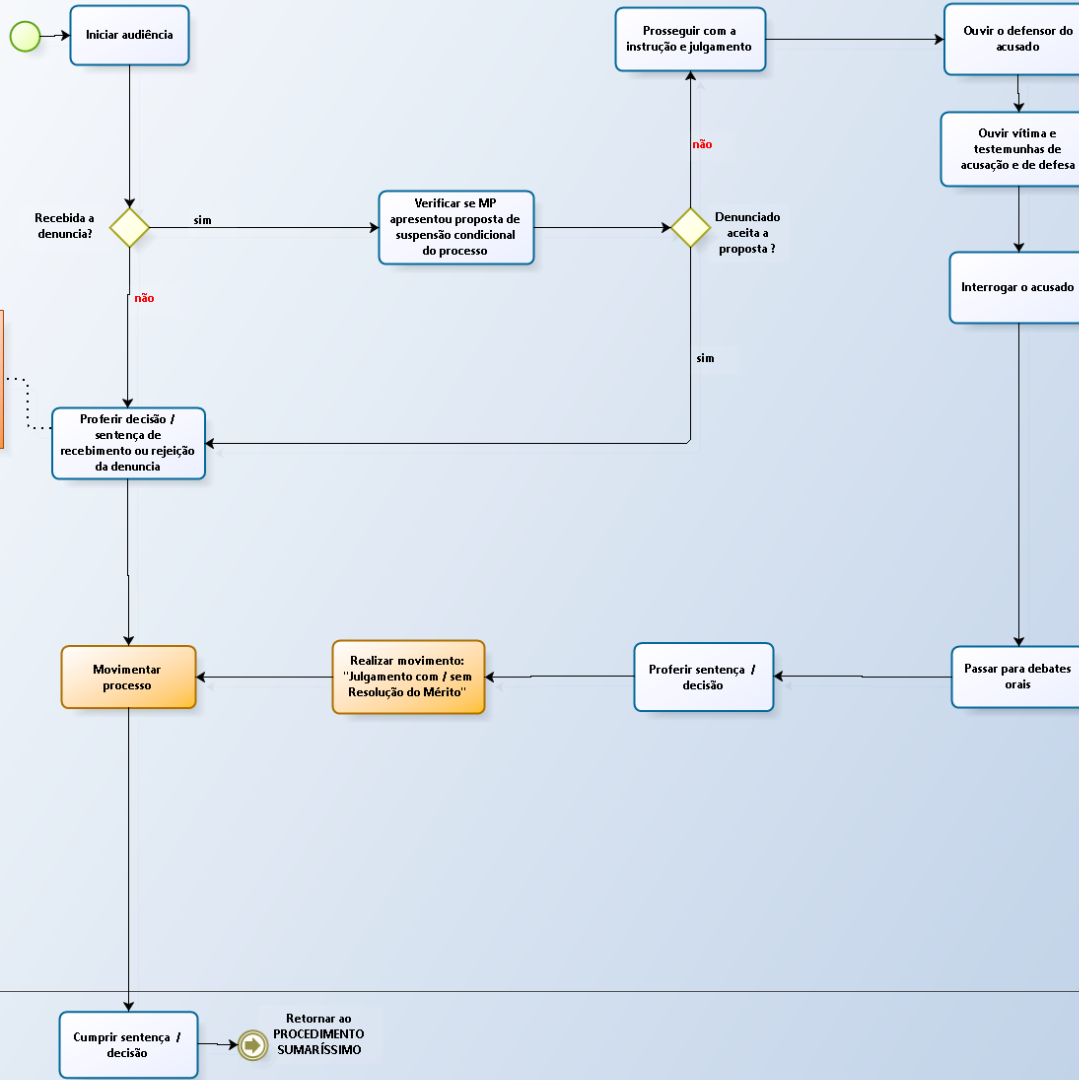 Iniciar audiência
Prosseguir com a
instrução e julgamento
Ouvir o defensor do
acusado
não
Ouvir vítima e
testemunhas de
acusação e de defesa
Recebida a
denuncia?
sim
Verificar se MP
apresentou proposta de
suspensão condicional
do processo
Denunciado
aceita a
proposta ?
não
Interrogar o acusado
sim
Proferir decisão /
sentença de
recebimento ou rejeição
da denuncia
Movimentar
processo
Realizar movimento:
"Julgamento com / sem
Resolução do Mérito"
Proferir sentença /
decisão
Passar para debates
orais
Cumprir sentença /
decisão
Retornar ao
PROCEDIMENTO
SUMARÍSSIMO